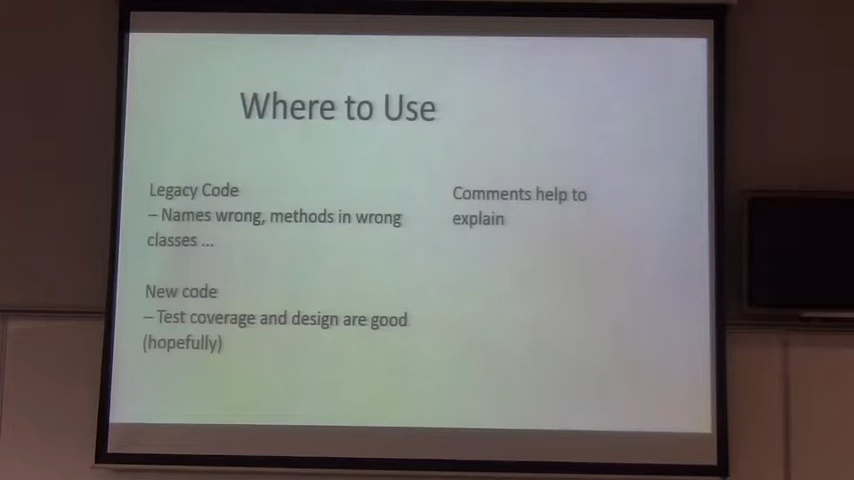 Where to Use
Legacy Code
– Names wrong, methods in wrong
classes ...
New code
– Test coverage and design are good
(hopefully)
Comments help to
explain